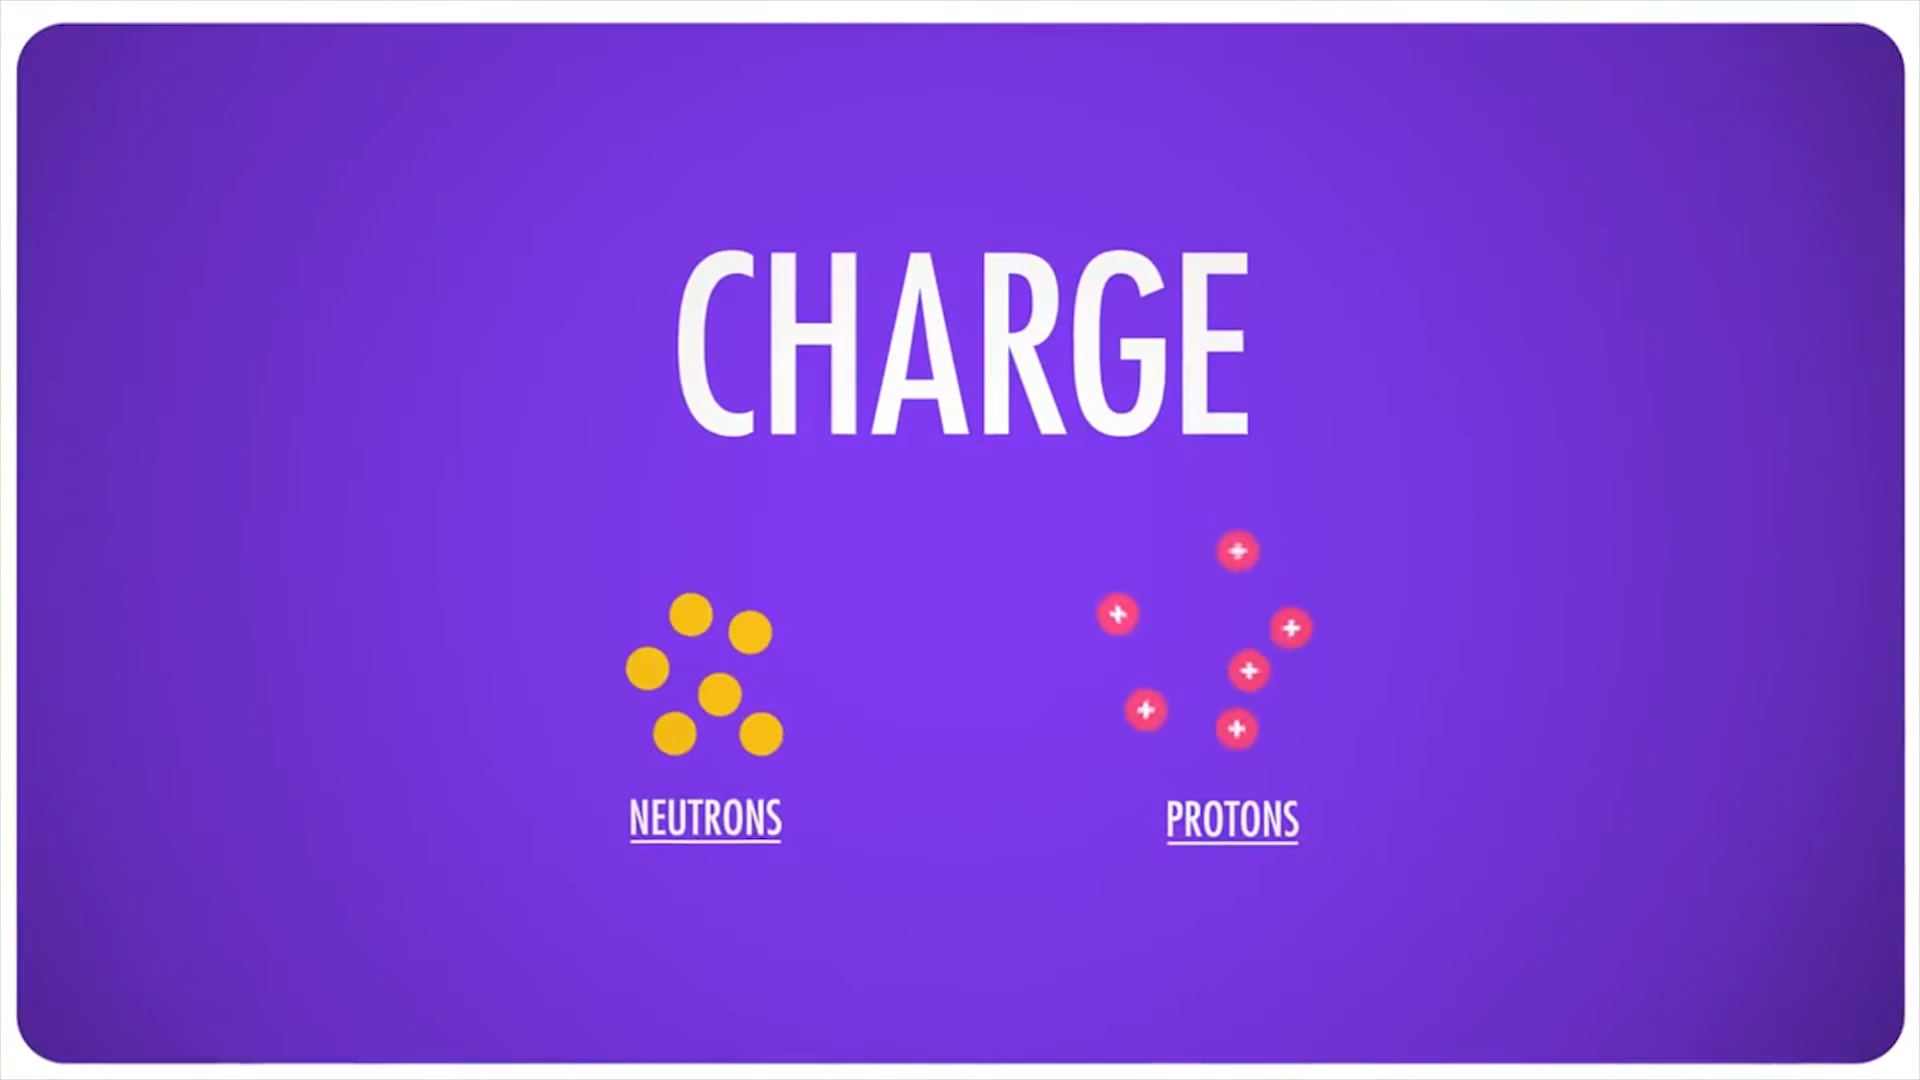 CHARGE
+
+
+
+
+
+
NEUTRONS
PROTONS